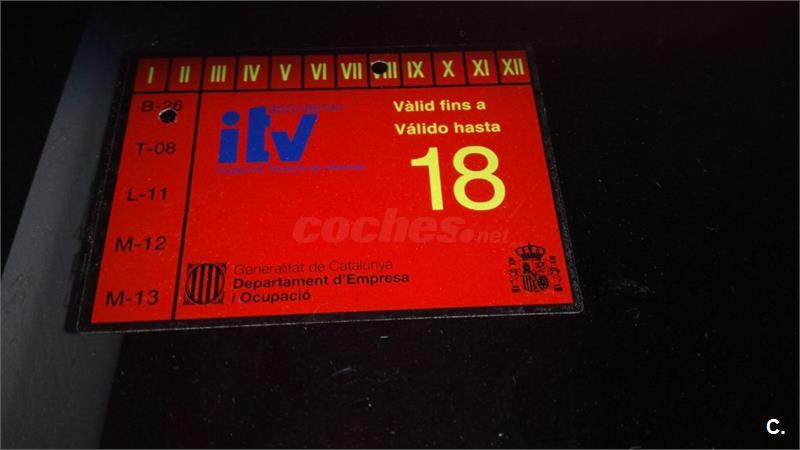 I II III IV V VI VII VIII IX X XI XII
B-26
T-08
L-11
M-12
M-13
itv
Vàlid fins a
Válido hasta
18
coches.net
Generalitat de Catalunya
Departament d'Empresa
i Ocupació
C.